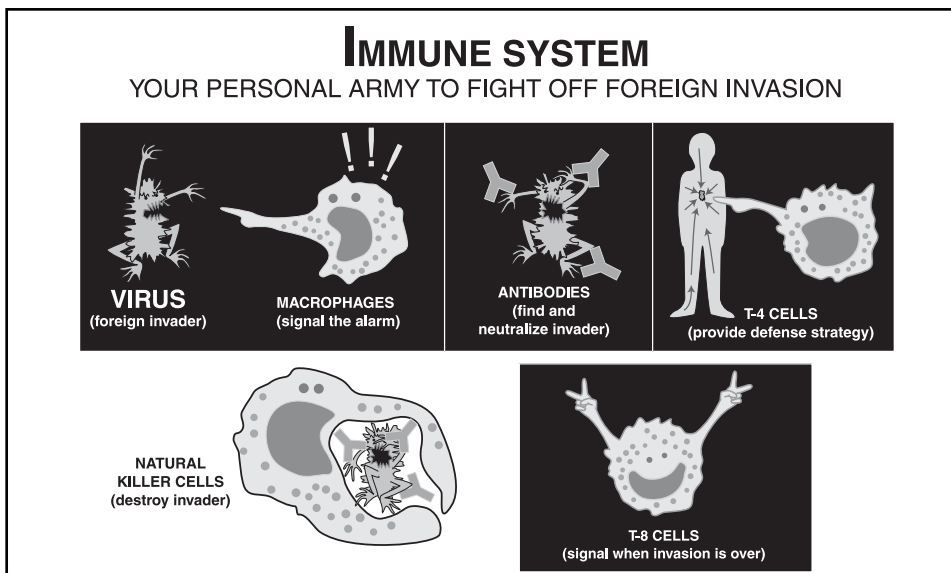 IMMUNE SYSTEM
YOUR PERSONAL ARMY TO FIGHT OFF FOREIGN INVASION
! ! !
VIRUS
(foreign invader)
MACROPHAGES
(signal the alarm)
ANTIBODIES
(find and
neutralize invader)
T-4 CELLS
(provide defense strategy)
NATURAL
KILLER CELLS
(destroy invader)
T-8 CELLS
(signal when invasion is over)